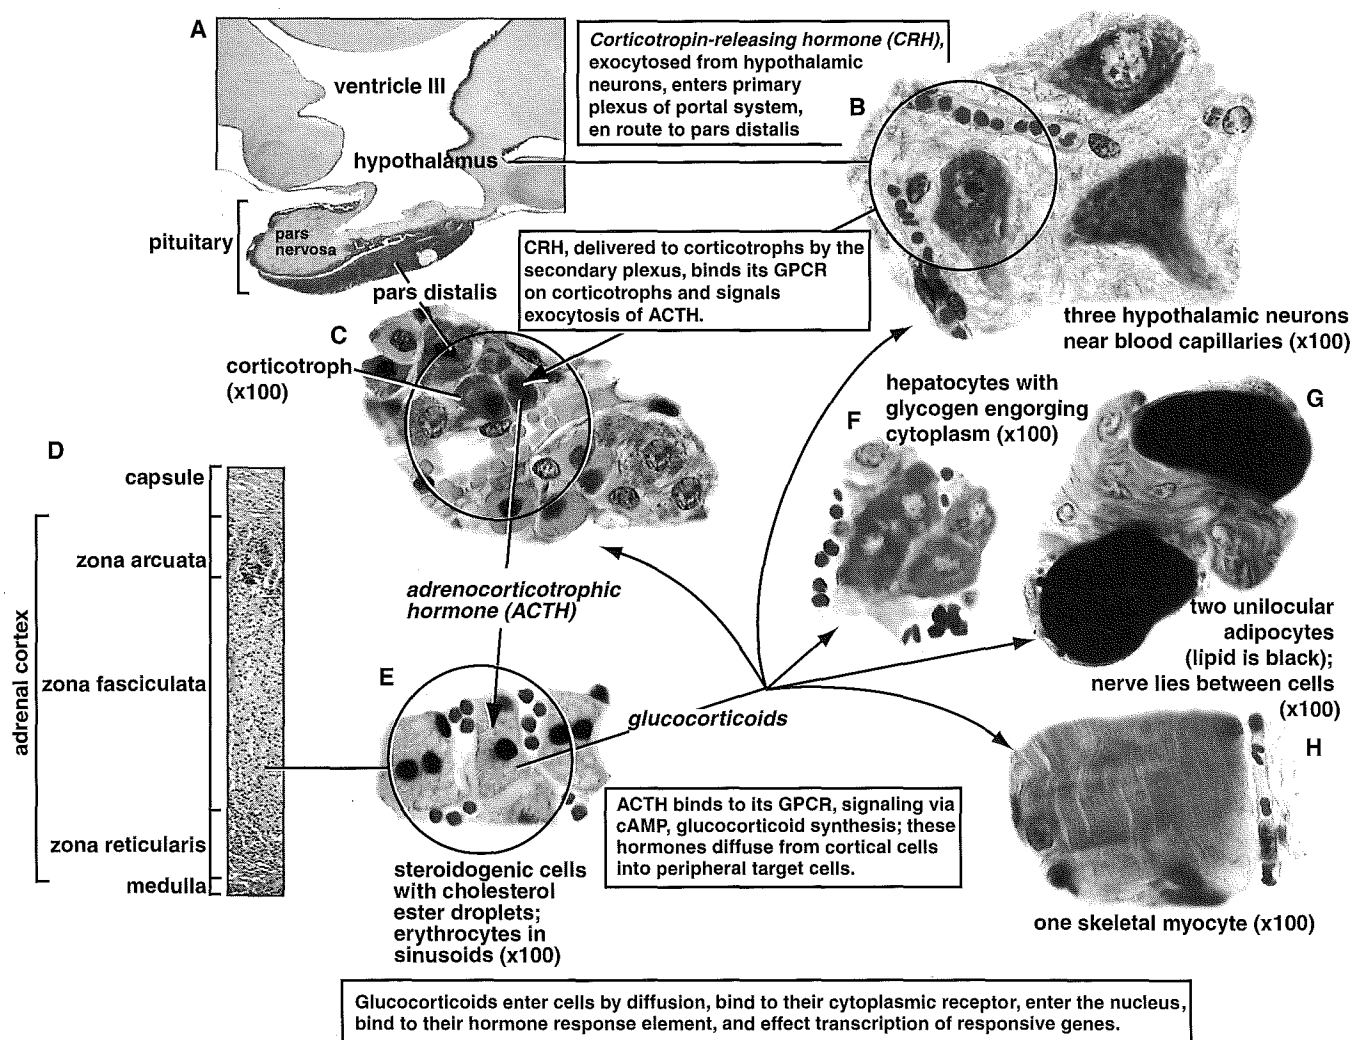 A
ventricle III
hypothalamus
pituitary
pars
nervosa
pars distalis
Corticotropin-releasing hormone (CRH),
exocytosed from hypothalamic
neurons, enters primary
plexus of portal system,
en route to pars distalis
B
three hypothalamic neurons
near blood capillaries (x100)
CRH, delivered to corticotrophs by the
secondary plexus, binds its GPCR
on corticotrophs and signals
exocytosis of ACTH.
C
corticotroph
(x100)
D
capsule
zona arcuata
adrenal cortex
zona fasciculata
zona reticularis
medulla
adrenocorticotrophic
hormone (ACTH)
E
glucocorticoids
steroidogenic cells
with cholesterol
ester droplets;
erythrocytes in
sinusoids (x100)
hepatocytes with
glycogen engorging
cytoplasm (x100)
F
G
two unilocular
adipocytes
(lipid is black);
nerve lies between cells
(x100)
H
one skeletal myocyte (x100)
ACTH binds to its GPCR, signaling via
cAMP, glucocorticoid synthesis; these
hormones diffuse from cortical cells
into peripheral target cells.
Glucocorticoids enter cells by diffusion, bind to their cytoplasmic receptor, enter the nucleus,
bind to their hormone response element, and effect transcription of responsive genes.